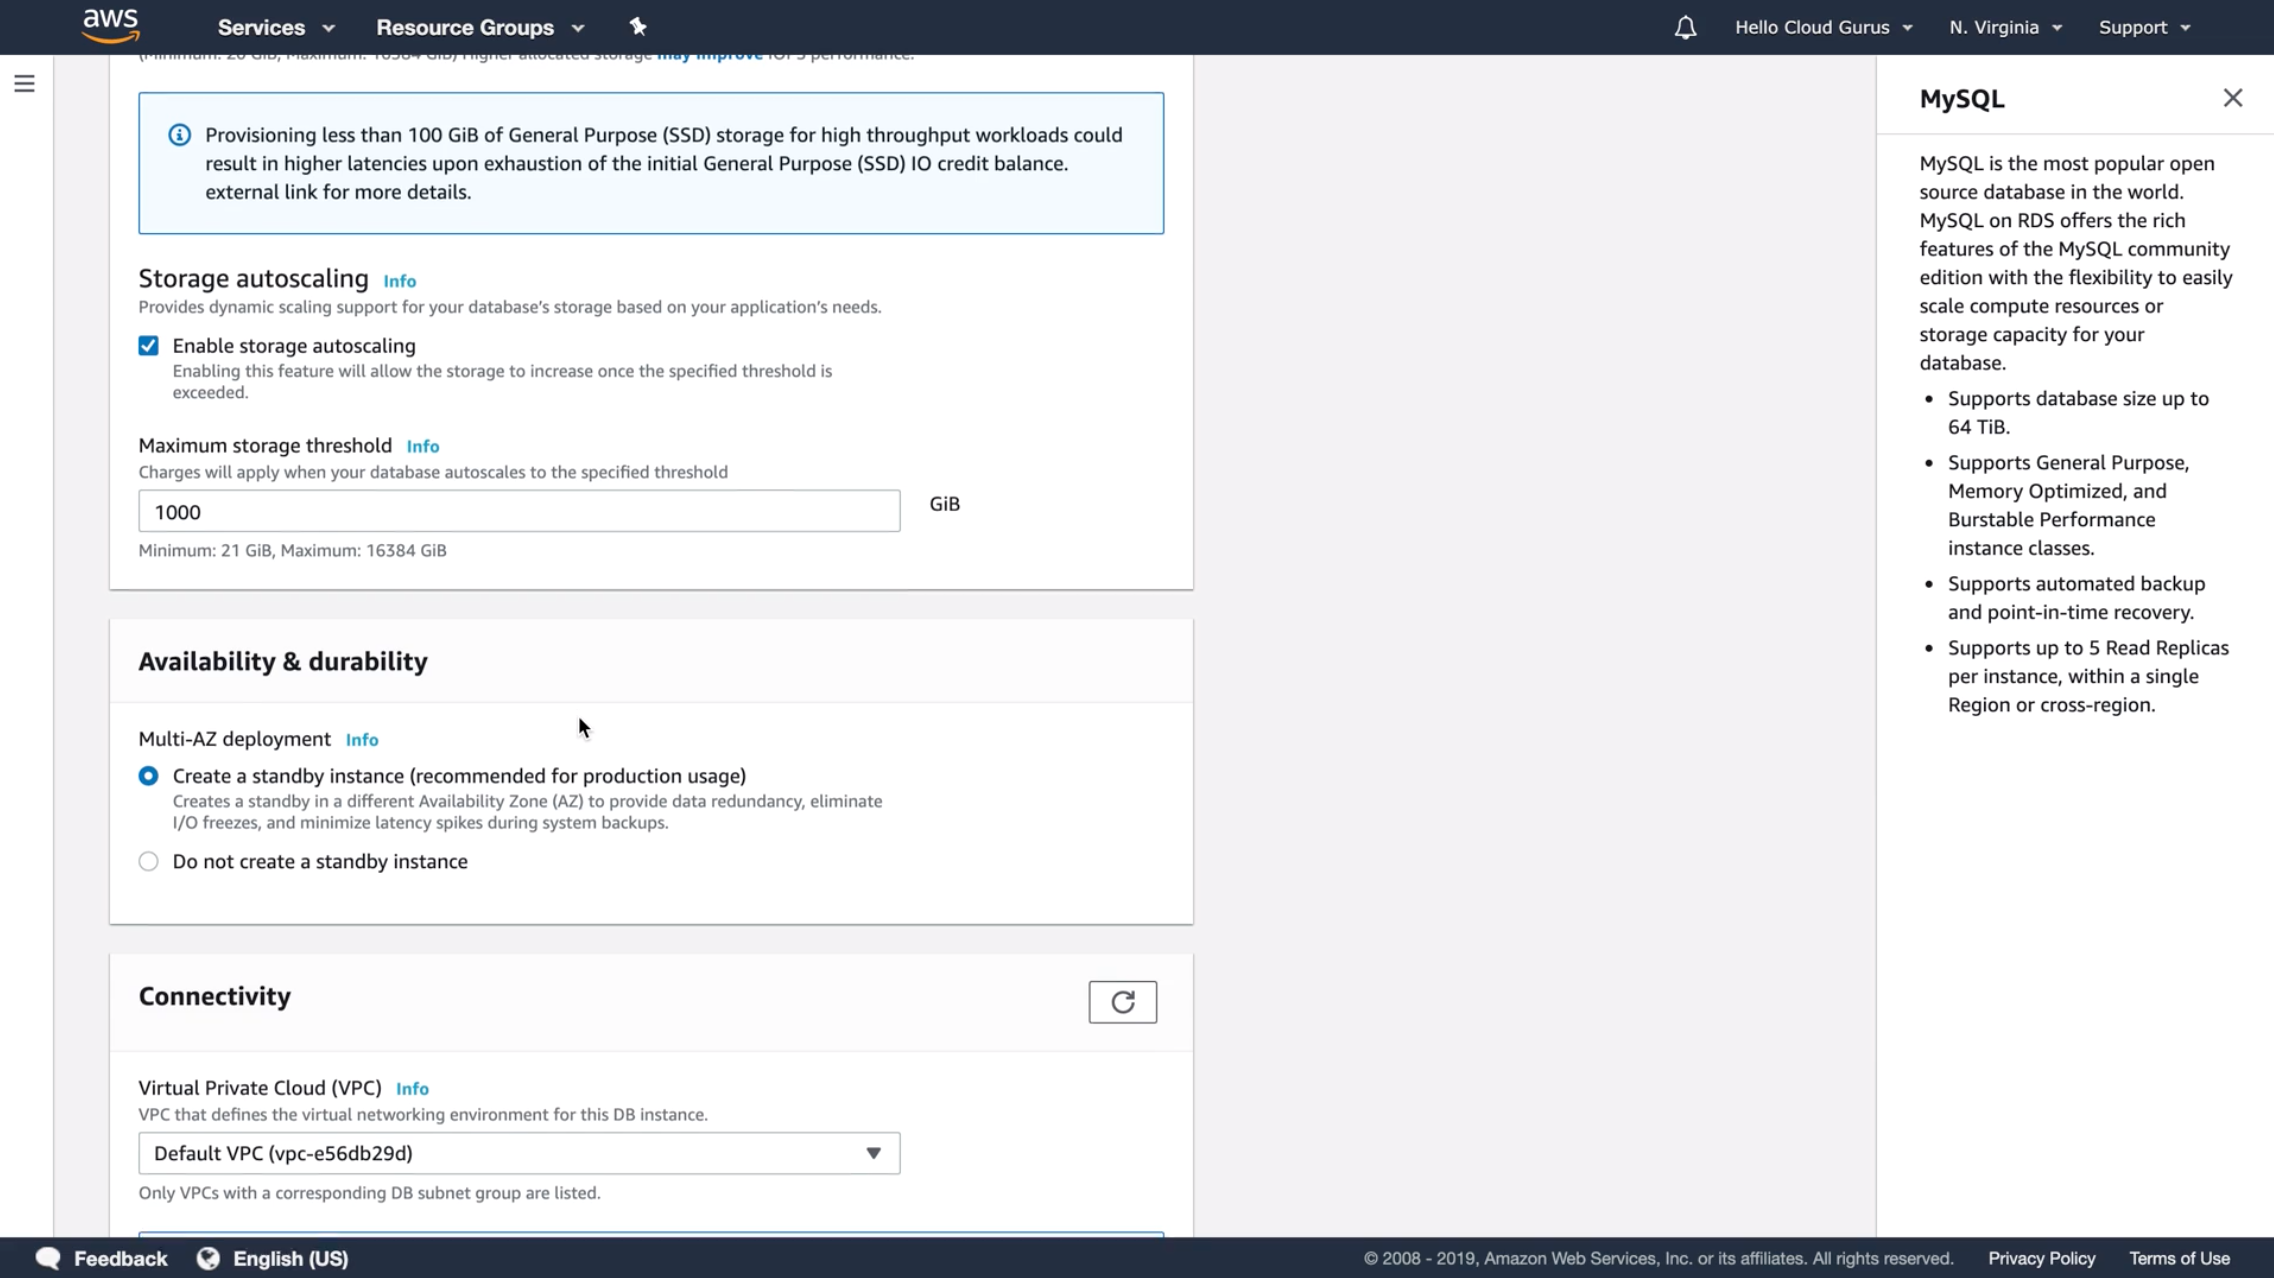 aws Services Resource Groups Hello Cloud Gurus N. Virginia Support
may improve
Provisioning less than 100 GiB of General Purpose (SSD) storage for high throughput workloads could
result in higher latencies upon exhaustion of the initial General Purpose (SSD) IO credit balance.
external link for more details.
Storage autoscaling Info
Provides dynamic scaling support for your database's storage based on your application's needs.
Enable storage autoscaling
Enabling this feature will allow the storage to increase once the specified threshold is
exceeded.
Maximum storage threshold Info
Charges will apply when your database autoscales to the specified threshold
1000 GiB
Minimum: 21 GiB, Maximum: 16384 GiB
Availability & durability
Multi-AZ deployment Info
Create a standby instance (recommended for production usage)
Creates a standby in a different Availability Zone (AZ) to provide data redundancy, eliminate
I/O freezes, and minimize latency spikes during system backups.
Do not create a standby instance
Connectivity
Virtual Private Cloud (VPC) Info
VPC that defines the virtual networking environment for this DB instance.
Default VPC (vpc-e56db29d)
Only VPCs with a corresponding DB subnet group are listed.
MySQL
MySQL is the most popular open
source database in the world.
MySQL on RDS offers the rich
features of the MySQL community
edition with the flexibility to easily
scale compute resources or
storage capacity for your
database.
• Supports database size up to
64 TiB.
• Supports General Purpose,
Memory Optimized, and
Burstable Performance
instance classes.
• Supports automated backup
and point-in-time recovery.
• Supports up to 5 Read Replicas
per instance, within a single
Region or cross-region.
Feedback English (US) © 2008 - 2019, Amazon Web Services, Inc. or its affiliates. All rights reserved. Privacy Policy Terms of Use